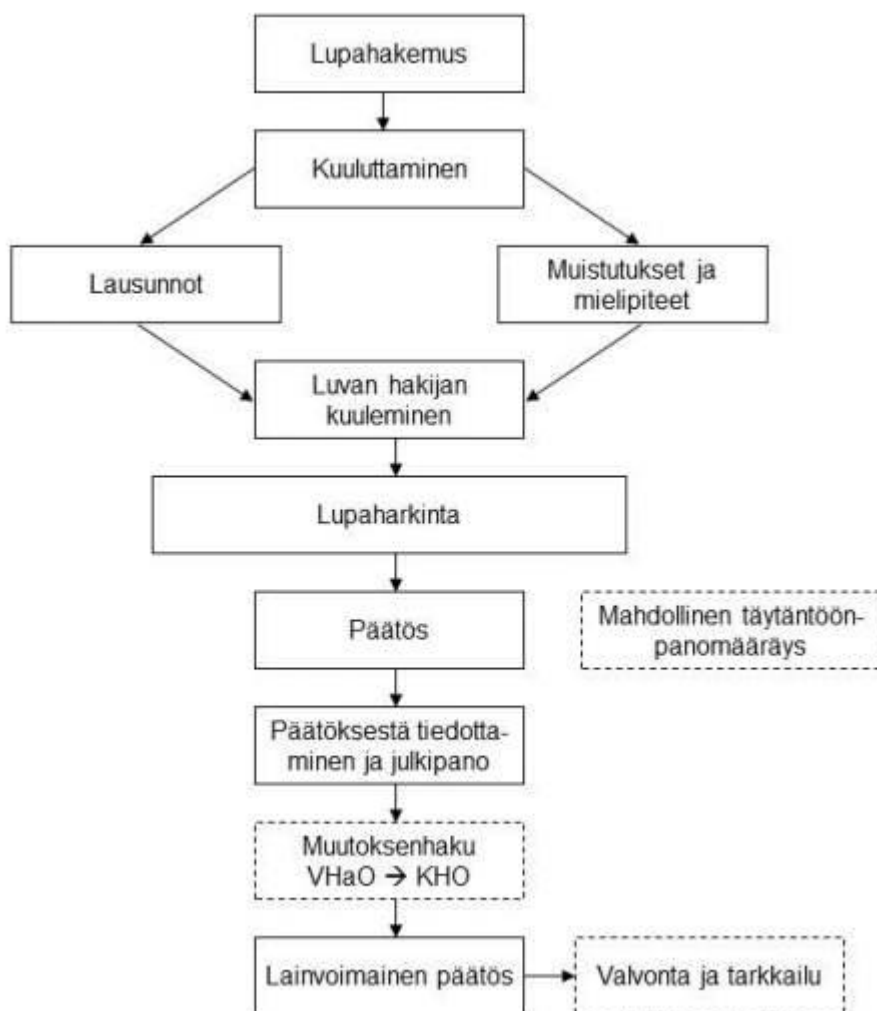 Lupahakemus
Kuuluttaminen
Lausunnot
Muistutukset ja
mielipiteet
Luvan hakijan
kuuleminen
Lupaharkinta
Päätös
Mahdollinen täytäntöön-
panomääräys
Päätöksestä tiedotta-
minen ja julkipano
Muutoksenhaku
VHaO → KHO
Lainvoimainen päätös
Valvonta ja tarkkailu